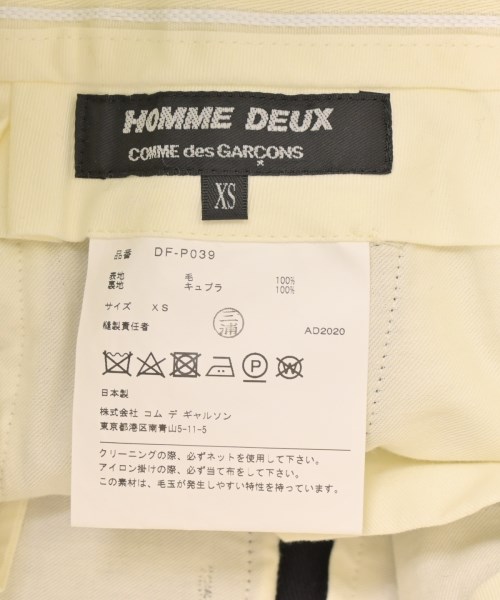 HOMME DEUX
COMME des GARÇONS
XS
品番 DF-P039
表地 毛 100%
裏地 キュプラ 100%
サイズ XS
縫製責任者 三浦 AD2020
P W
日本製
株式会社 コム デ ギャルソン
東京都港区南青山5-11-5
クリーニングの際、必ずネットを使用して下さい。
アイロン掛けの際、必ず当て布をして下さい。
この素材は、毛玉が発生しやすい特性を持っています。